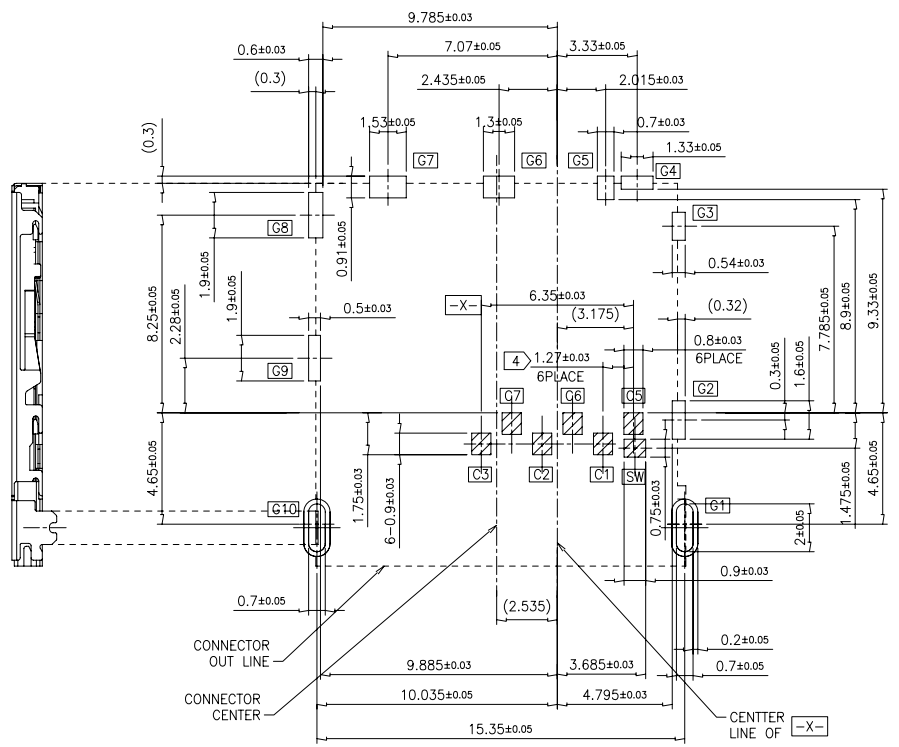 9.785±0.03
7.07±0.05
3.33±0.05
0.6±0.03
(0.3)
2.435±0.05
2.015±0.05
(0.3)
1.53±0.05
1.3±0.05
0.7±0.03
1.33±0.05
G7
G6
G5
G4
G3
G8
0.91±0.05
1.9±0.05
0.54±0.03
8.25±0.05
2.28±0.05
1.9±0.05
0.5±0.03
-X-
6.35±0.03
(3.175)
(0.32)
7.785±0.05
8.9±0.05
9.33±0.05
0.8±0.03
6PLACE
4
1.27±0.03
6PLACE
0.3±0.05
1.6±0.05
G9
C7
C6
C5
G2
4.65±0.05
1.75±0.03
6-0.9±0.03
C3
C2
C1
SW
0.75±0.03
1.475±0.05
4.65±0.05
G10
G1
2±0.05
0.9±0.03
0.7±0.05
(2.535)
0.2±0.05
CONNECTOR
OUT LINE
9.885±0.03
3.685±0.03
0.7±0.05
CONNECTOR
CENTER
10.035±0.05
4.795±0.03
15.35±0.05
CENTTER
LINE OF -X-